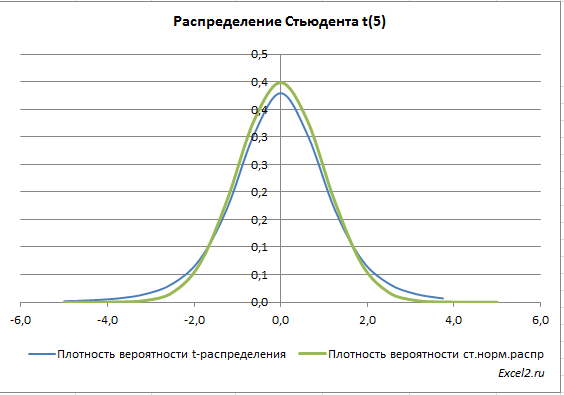 Распределение Стьюдента t(5)
0,5
0,4
0,4
0,3
0,3
0,2
0,2
0,1
0,1
0,0
-6,0 -4,0 -2,0 0,0 2,0 4,0 6,0
Плотность вероятности t-распределения Плотность вероятности ст.норм.распр
Excel2.ru